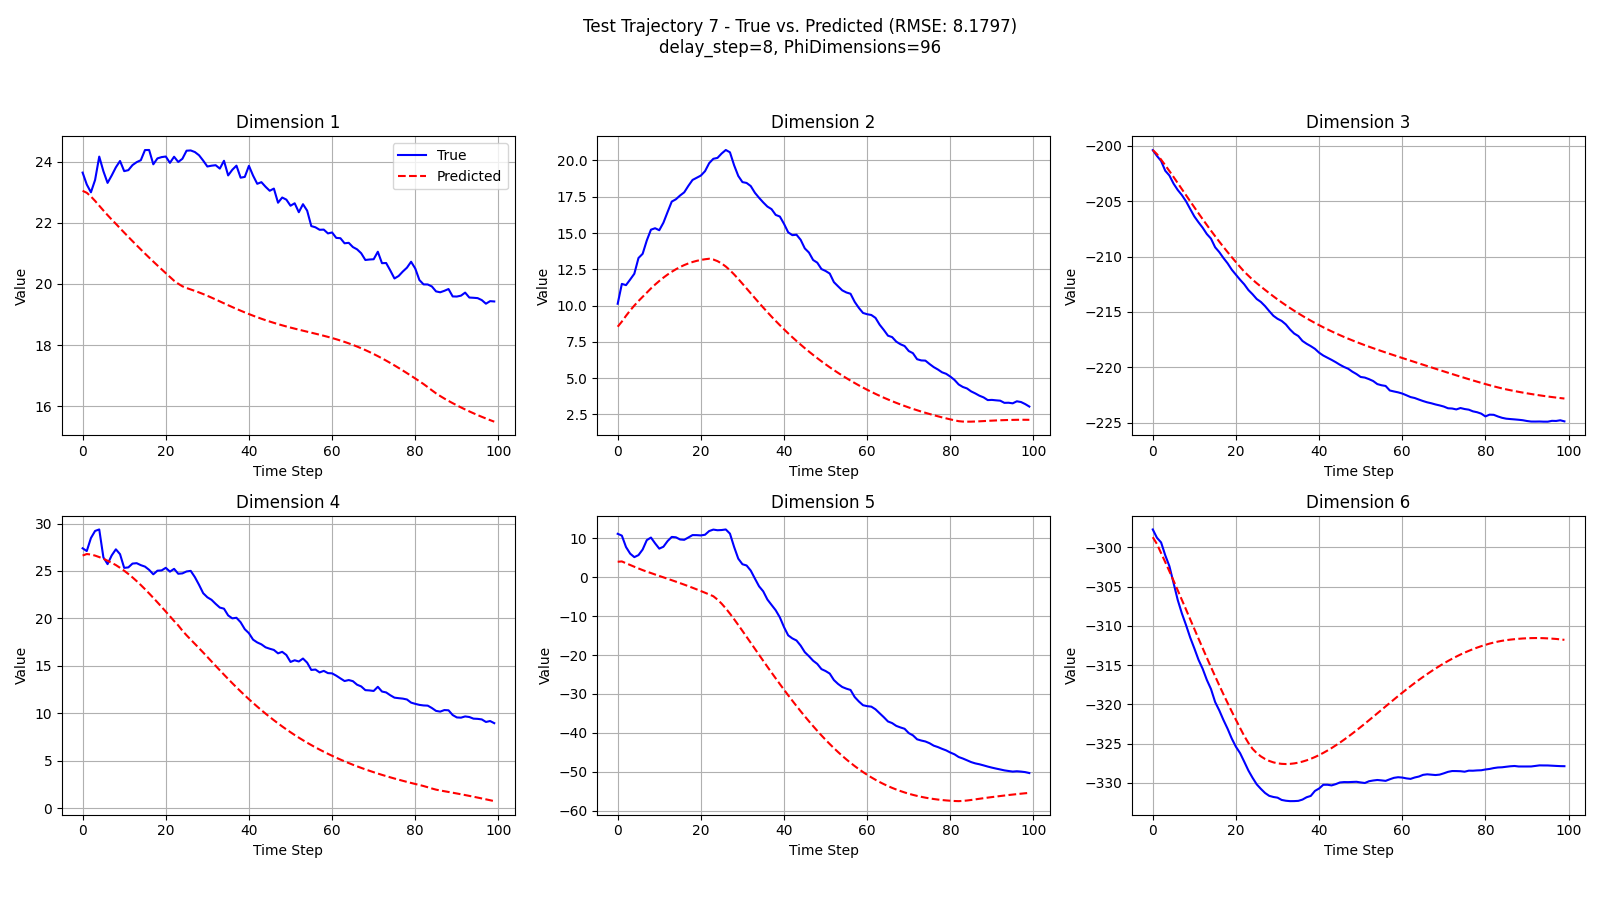 Test Trajectory 7 - True vs. Predicted (RMSE: 8.1797)
delay_step=8, PhiDimensions=96
Dimension 1
Value
24
22
20
18
16
0 20 40 60 80 100
Time Step
True
Predicted
Dimension 2
Value
20.0
17.5
15.0
12.5
10.0
7.5
5.0
2.5
0 20 40 60 80 100
Time Step
Dimension 3
Value
−200
−205
−210
−215
−220
−225
0 20 40 60 80 100
Time Step
Dimension 4
Value
30
25
20
15
10
5
0
0 20 40 60 80 100
Time Step
Dimension 5
Value
10
0
−10
−20
−30
−40
−50
−60
0 20 40 60 80 100
Time Step
Dimension 6
Value
−300
−305
−310
−315
−320
−325
−330
0 20 40 60 80 100
Time Step